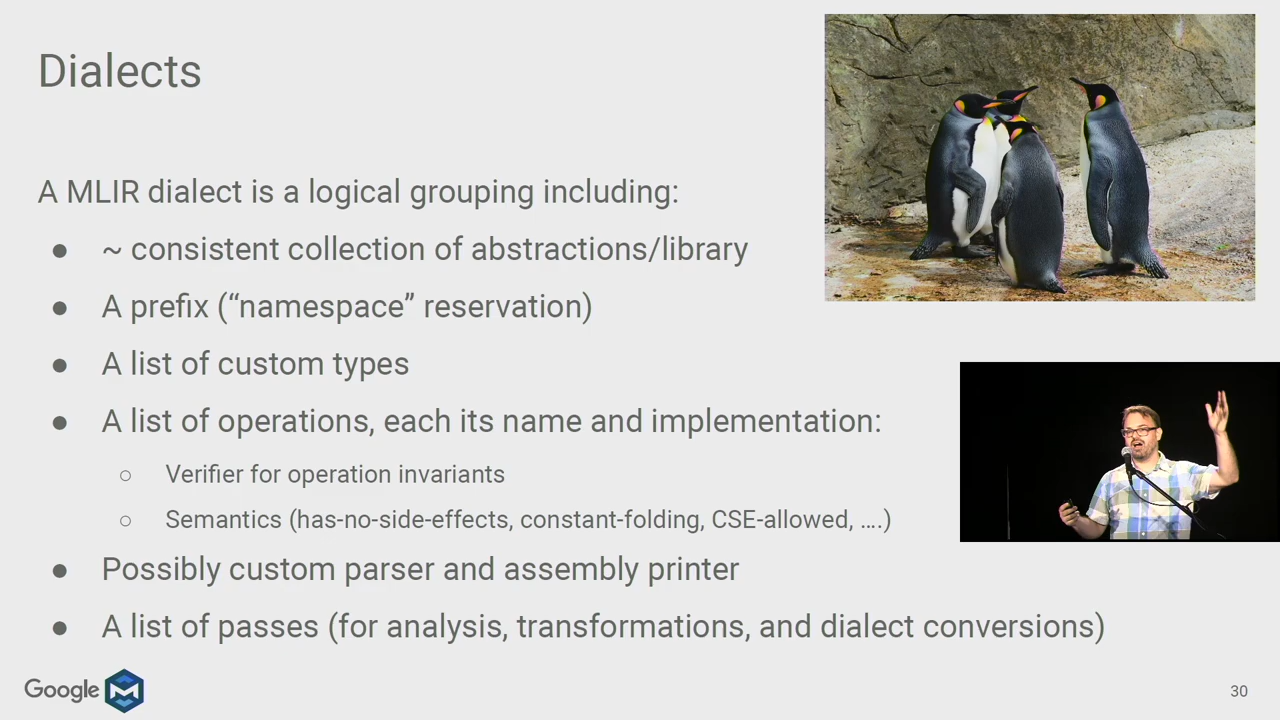 Dialects
A MLIR dialect is a logical grouping including:
● ~ consistent collection of abstractions/library
● A prefix (“namespace” reservation)
● A list of custom types
● A list of operations, each its name and implementation:
○ Verifier for operation invariants
○ Semantics (has-no-side-effects, constant-folding, CSE-allowed, ….)
● Possibly custom parser and assembly printer
● A list of passes (for analysis, transformations, and dialect conversions)
Google
30